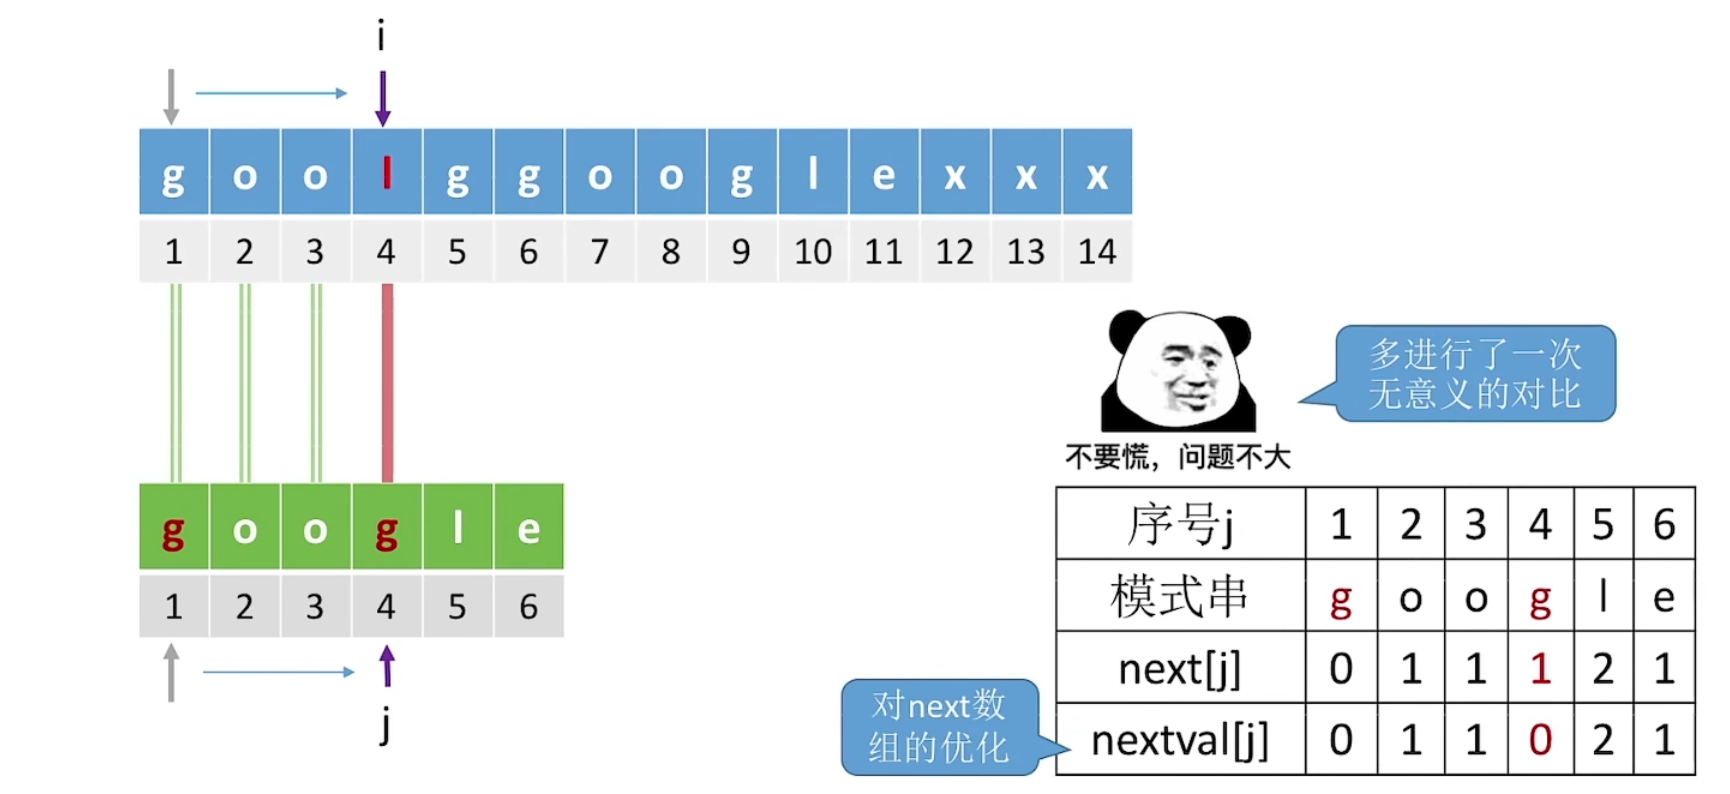 i
g o o l g g o o g l e x x x
1 2 3 4 5 6 7 8 9 10 11 12 13 14
多进行了一次
无意义的对比
不要慌，问题不大
g o o g l e
1 2 3 4 5 6
j
序号j 1 2 3 4 5 6
模式串 g o o g l e
next[j] 0 1 1 1 2 1
nextval[j] 0 1 1 0 2 1
对next数
组的优化